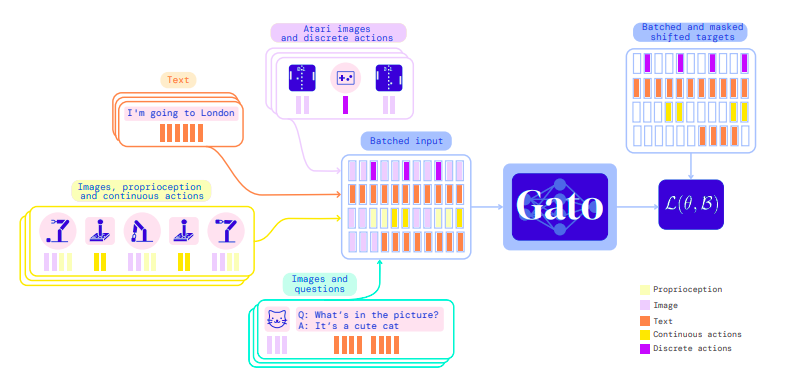 Atari images
and discrete actions
Batched and masked
shifted targets
Text
I'm going to London
Batched input
Images, proprioception
and continuous actions
Gato
L(θ, B)
Images and
questions
Q: What's in the picture?
A: It's a cute cat
Proprioception
Image
Text
Continuous actions
Discrete actions